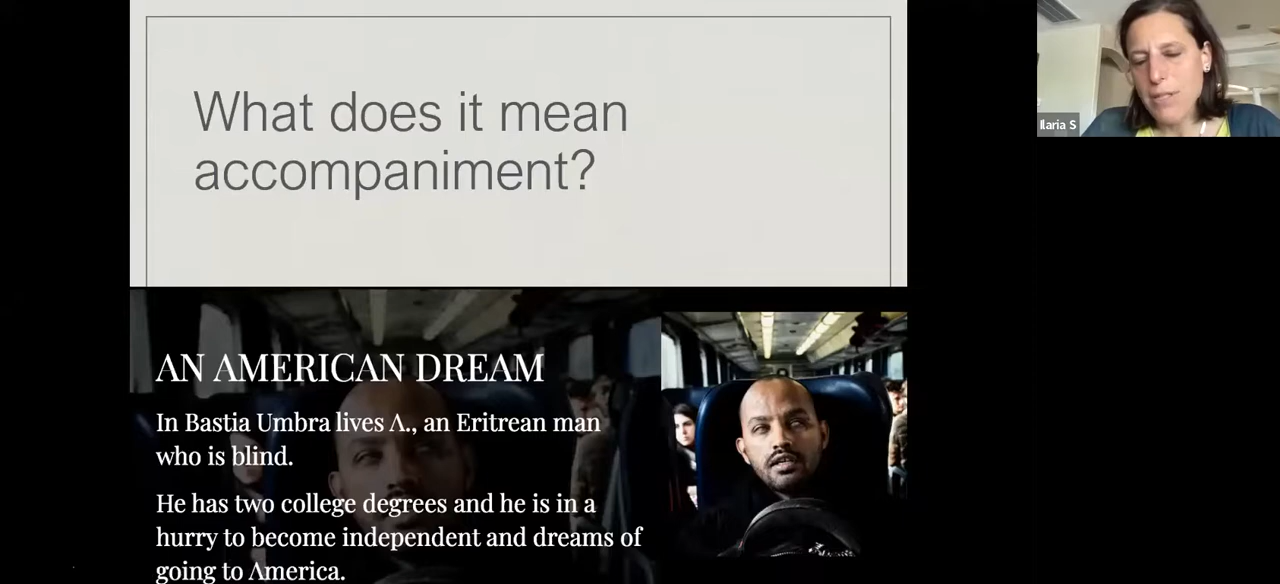 What does it mean
accompaniment?
Ilaria S
AN AMERICAN DREAM
In Bastia Umbra lives A., an Eritrean man
who is blind.
He has two college degrees and he is in a
hurry to become independent and dreams of
going to America.